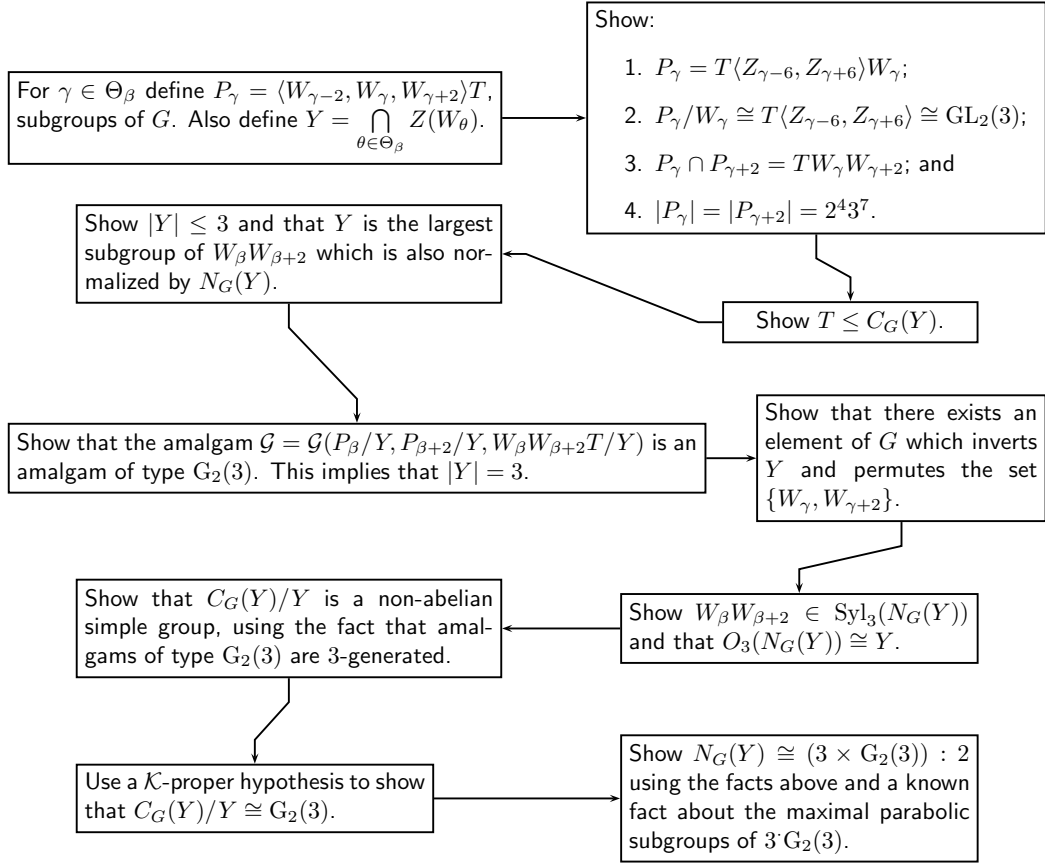 For γ ∈ Θ_β define P_γ = ⟨W_{γ−2}, W_γ, W_{γ+2}⟩T,
subgroups of G. Also define Y = ⋂_{θ∈Θ_β} Z(W_θ).
Show:
1. P_γ = T⟨Z_{γ−6}, Z_{γ+6}⟩W_γ;
2. P_γ/W_γ ≅ T⟨Z_{γ−6}, Z_{γ+6}⟩ ≅ GL_2(3);
3. P_γ ∩ P_{γ+2} = TW_γW_{γ+2}; and
4. |P_γ| = |P_{γ+2}| = 2^4 3^7.
Show T ≤ C_G(Y).
Show |Y| ≤ 3 and that Y is the largest
subgroup of W_βW_{β+2} which is also nor-
malized by N_G(Y).
Show that the amalgam 𝒢 = 𝒢(P_β/Y, P_{β+2}/Y, W_βW_{β+2}T/Y) is an
amalgam of type G_2(3). This implies that |Y| = 3.
Show that there exists an
element of G which inverts
Y and permutes the set
{W_γ, W_{γ+2}}.
Show W_βW_{β+2} ∈ Syl_3(N_G(Y))
and that O_3(N_G(Y)) ≅ Y.
Show that C_G(Y)/Y is a non-abelian
simple group, using the fact that amal-
gams of type G_2(3) are 3-generated.
Use a 𝒦-proper hypothesis to show
that C_G(Y)/Y ≅ G_2(3).
Show N_G(Y) ≅ (3 × G_2(3)) : 2
using the facts above and a known
fact about the maximal parabolic
subgroups of 3·G_2(3).